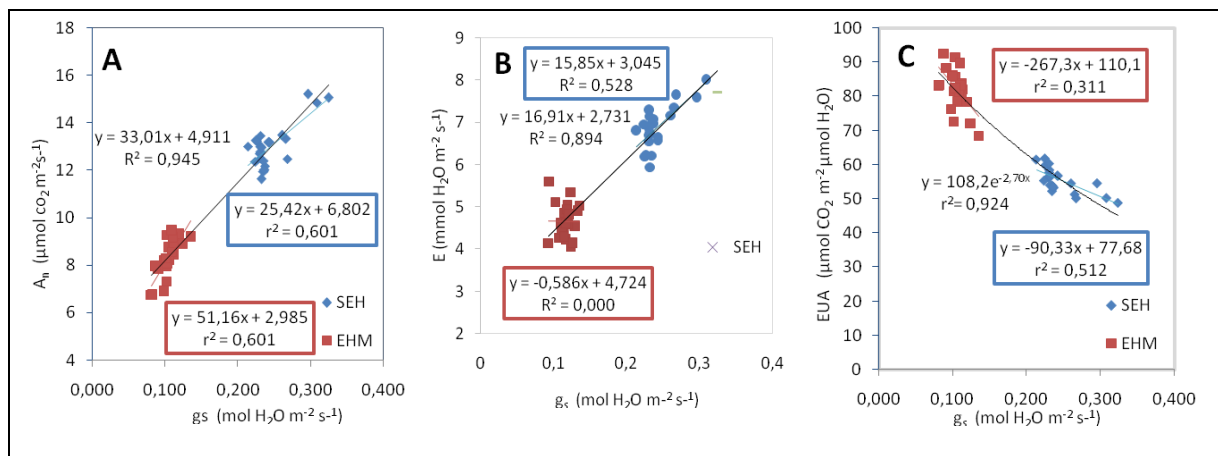 A
18
16
14
12
10
8
6
4
Aₙ (µmol co₂ m⁻²s⁻¹)
y = 33,01x + 4,911
R² = 0,945
y = 25,42x + 6,802
r² = 0,601
y = 51,16x + 2,985
r² = 0,601
SEH
EHM
0,000 0,100 0,200 0,300 0,400
gs (mol H₂O m⁻² s⁻¹)
B
9
8
7
6
5
4
3
2
E (mmol H₂O m⁻² s⁻¹)
y = 15,85x + 3,045
R² = 0,528
y = 16,91x + 2,731
R² = 0,894
SEH
y = -0,586x + 4,724
R² = 0,000
0 0,1 0,2 0,3 0,4
gₛ (mol H₂O m⁻² s⁻¹)
C
100
90
80
70
60
50
40
30
20
10
0
EUA (µmol CO₂ m⁻²µmol H₂O)
y = -267,3x + 110,1
r² = 0,311
y = 108,2e⁻²,⁷⁰ˣ
r² = 0,924
y = -90,33x + 77,68
r² = 0,512
SEH
EHM
0,000 0,100 0,200 0,300 0,400
gₛ (mol H₂O m⁻² s⁻¹)